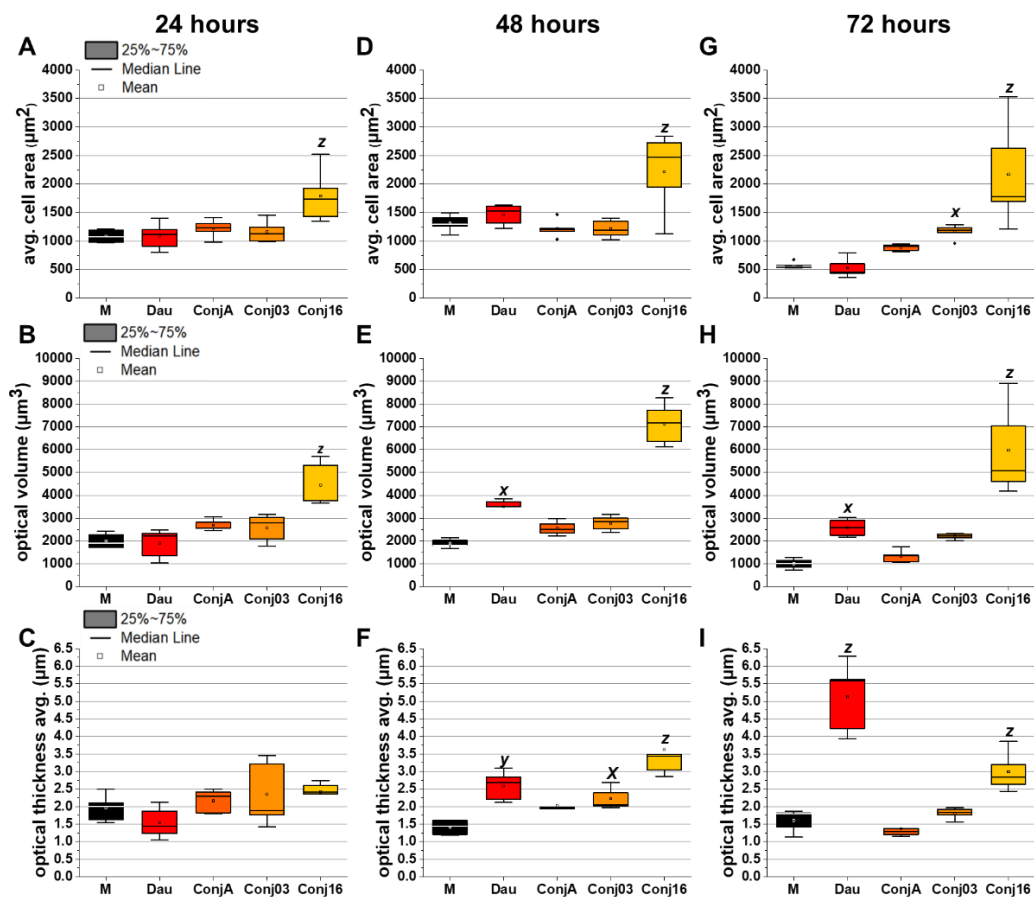 24 hours
48 hours
72 hours
A
25%~75%
Median Line
Mean
avg. cell area (µm²)
4000
3500
3000
2500
2000
1500
1000
500
0
z
M Dau ConjA Conj03 Conj16
D
avg. cell area (µm²)
4000
3500
3000
2500
2000
1500
1000
500
0
z
M Dau ConjA Conj03 Conj16
G
avg. cell area (µm²)
4000
3500
3000
2500
2000
1500
1000
500
0
x
z
M Dau ConjA Conj03 Conj16
B
25%~75%
Median Line
Mean
optical volume (µm³)
10000
9000
8000
7000
6000
5000
4000
3000
2000
1000
0
z
M Dau ConjA Conj03 Conj16
E
optical volume (µm³)
10000
9000
8000
7000
6000
5000
4000
3000
2000
1000
0
x
z
M Dau ConjA Conj03 Conj16
H
optical volume (µm³)
10000
9000
8000
7000
6000
5000
4000
3000
2000
1000
0
x
z
M Dau ConjA Conj03 Conj16
C
25%~75%
Median Line
Mean
optical thickness avg. (µm)
6.5
6.0
5.5
5.0
4.5
4.0
3.5
3.0
2.5
2.0
1.5
1.0
0.5
0.0
M Dau ConjA Conj03 Conj16
F
optical thickness avg. (µm)
6.5
6.0
5.5
5.0
4.5
4.0
3.5
3.0
2.5
2.0
1.5
1.0
0.5
0.0
y
X
z
M Dau ConjA Conj03 Conj16
I
optical thickness avg. (µm)
6.5
6.0
5.5
5.0
4.5
4.0
3.5
3.0
2.5
2.0
1.5
1.0
0.5
0.0
z
z
M Dau ConjA Conj03 Conj16